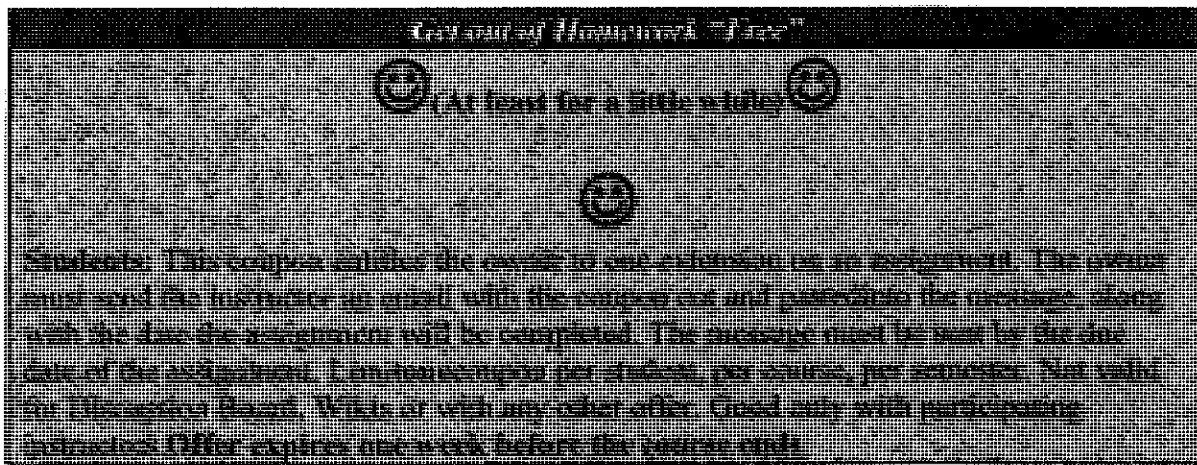 Get out of Homework "Free"
(At least for a little while)
Students: This coupon entitles the owner to one extension on an assignment. The owner
must send the instructor an email with the coupon cut and pasted into the message, along
with the date the assignment will be completed. The message must be sent by the due
date of the assignment. Limit one coupon per student, per course, per semester. Not valid
for Discussion Board, Wikis or with any other offer. Good only with participating
instructors Offer expires one week before the course ends